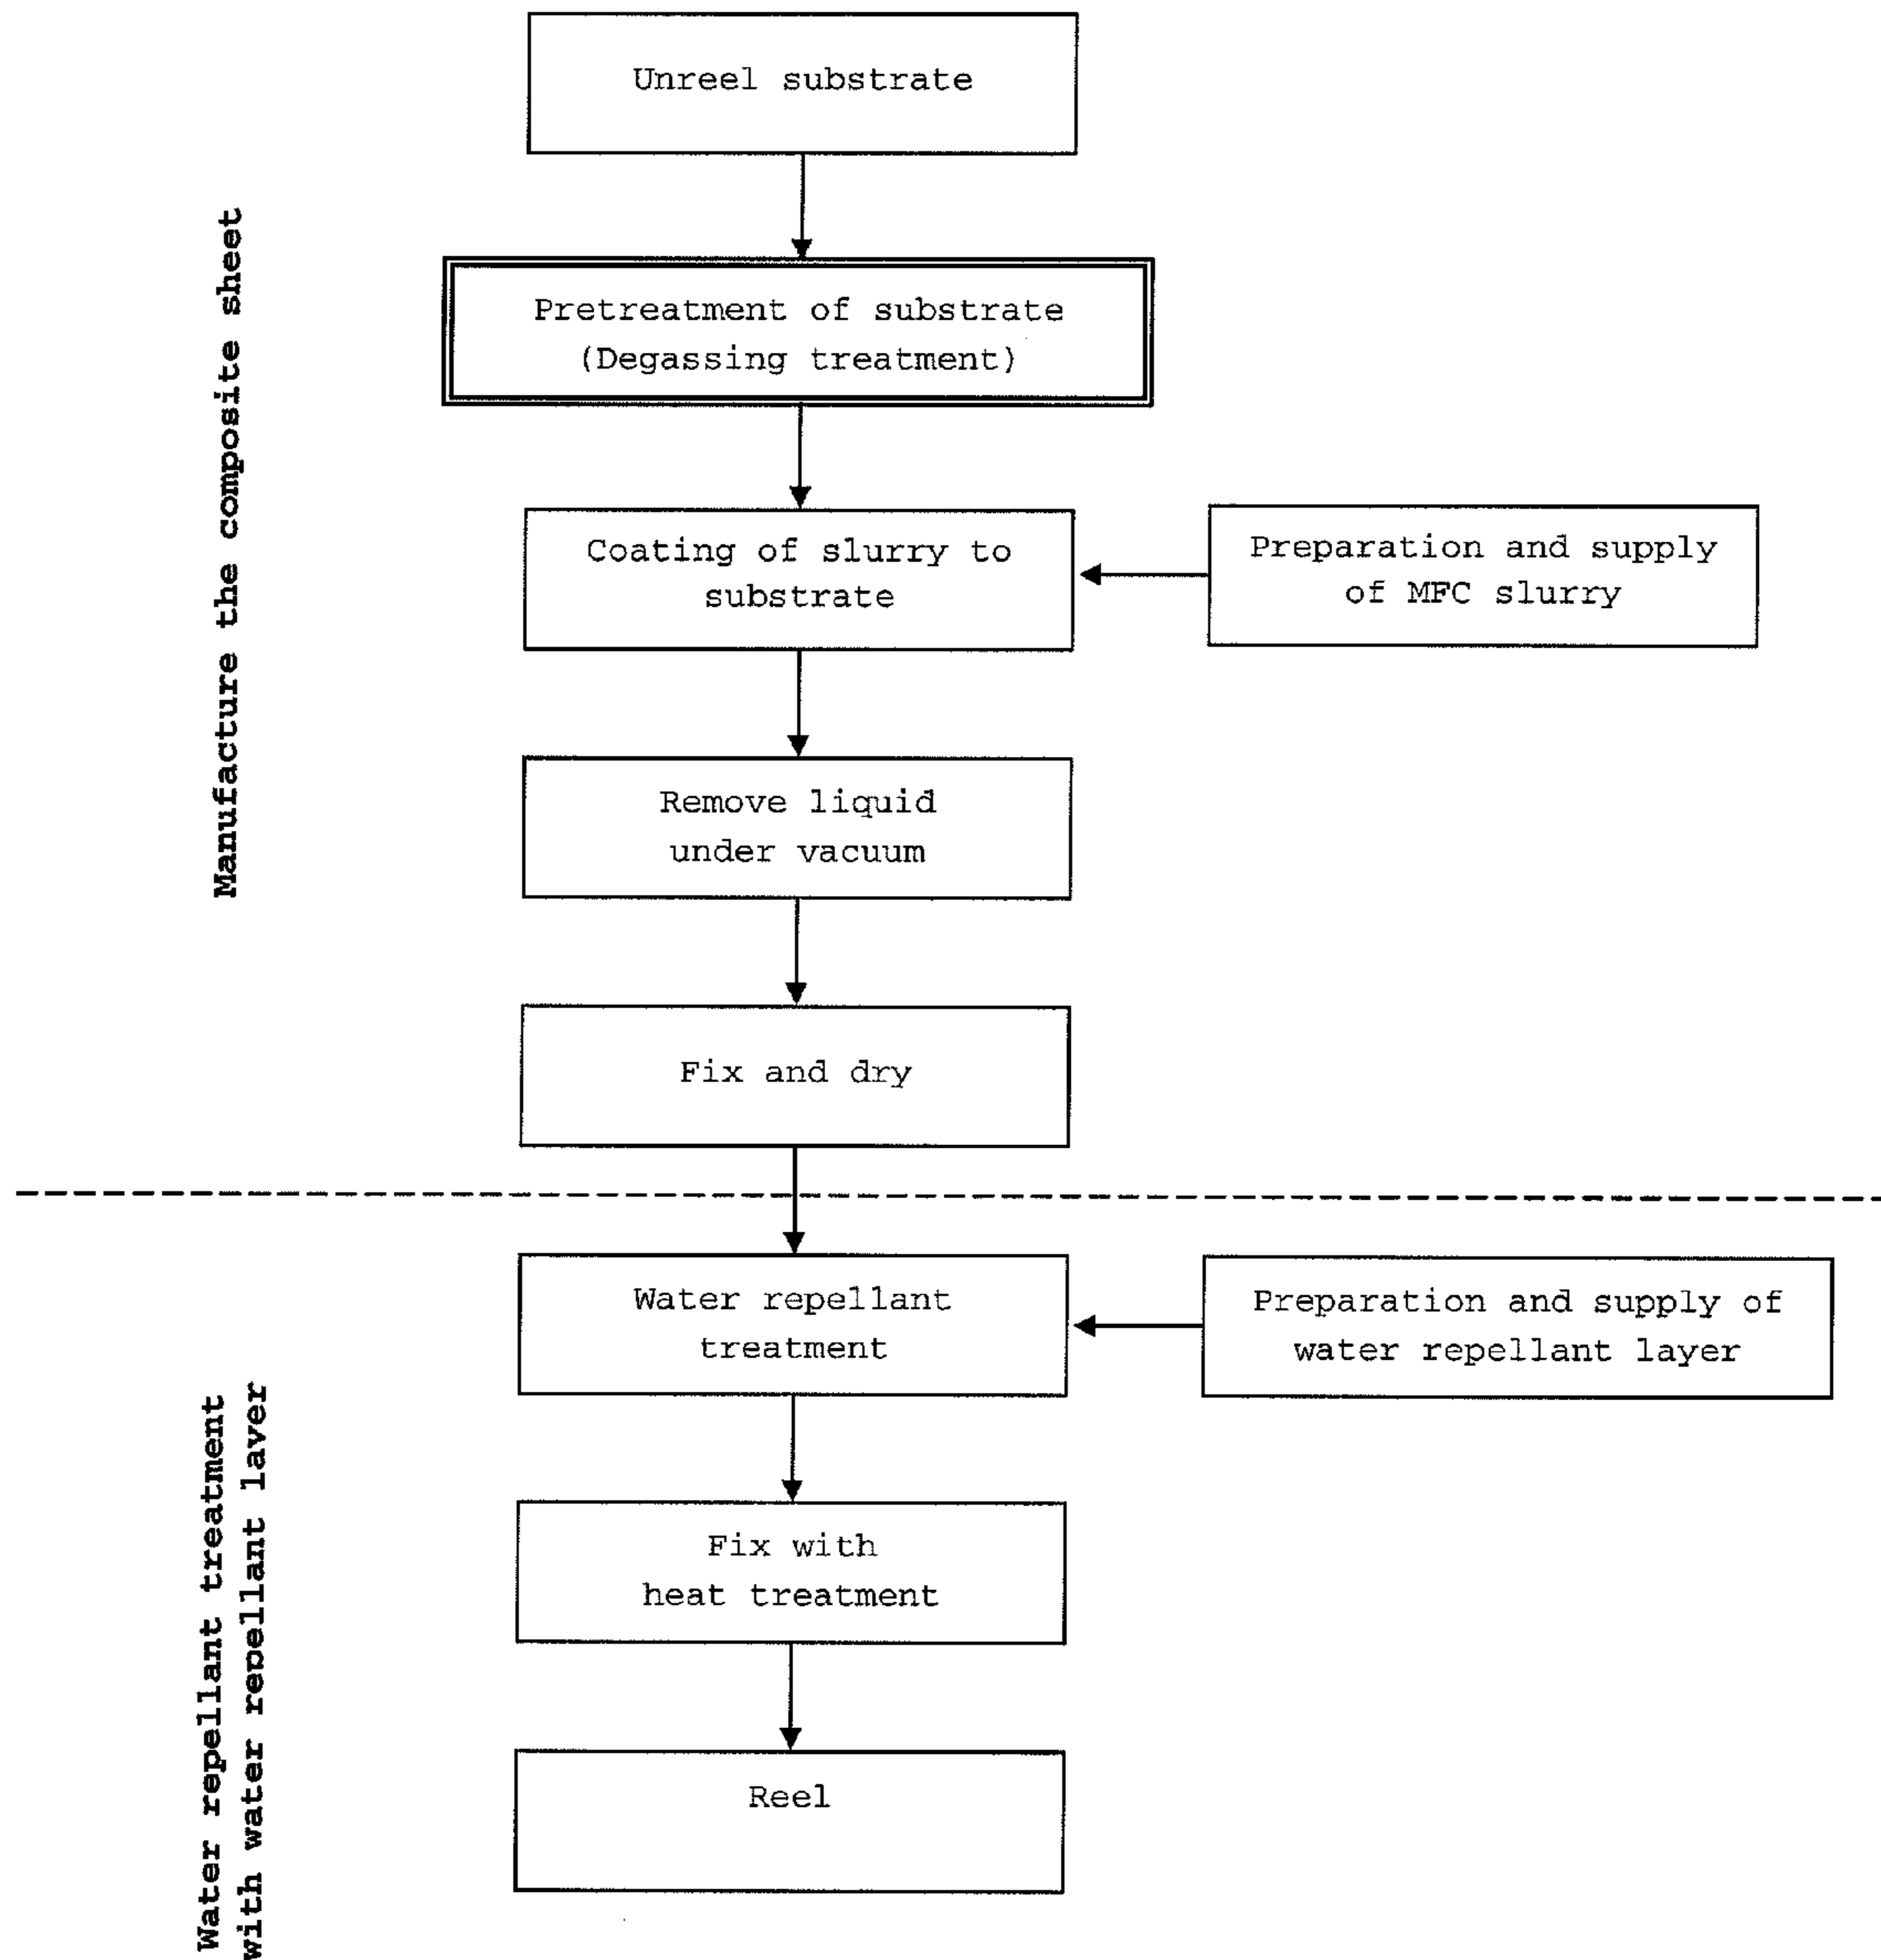 Unreel substrate
Manufacture the composite sheet
Pretreatment of substrate
(Degassing treatment)
Coating of slurry to
substrate
Preparation and supply
of MFC slurry
Remove liquid
under vacuum
Fix and dry
Water repellant treatment
with water repellant laver
Water repellant
treatment
Preparation and supply of
water repellant layer
Fix with
heat treatment
Reel